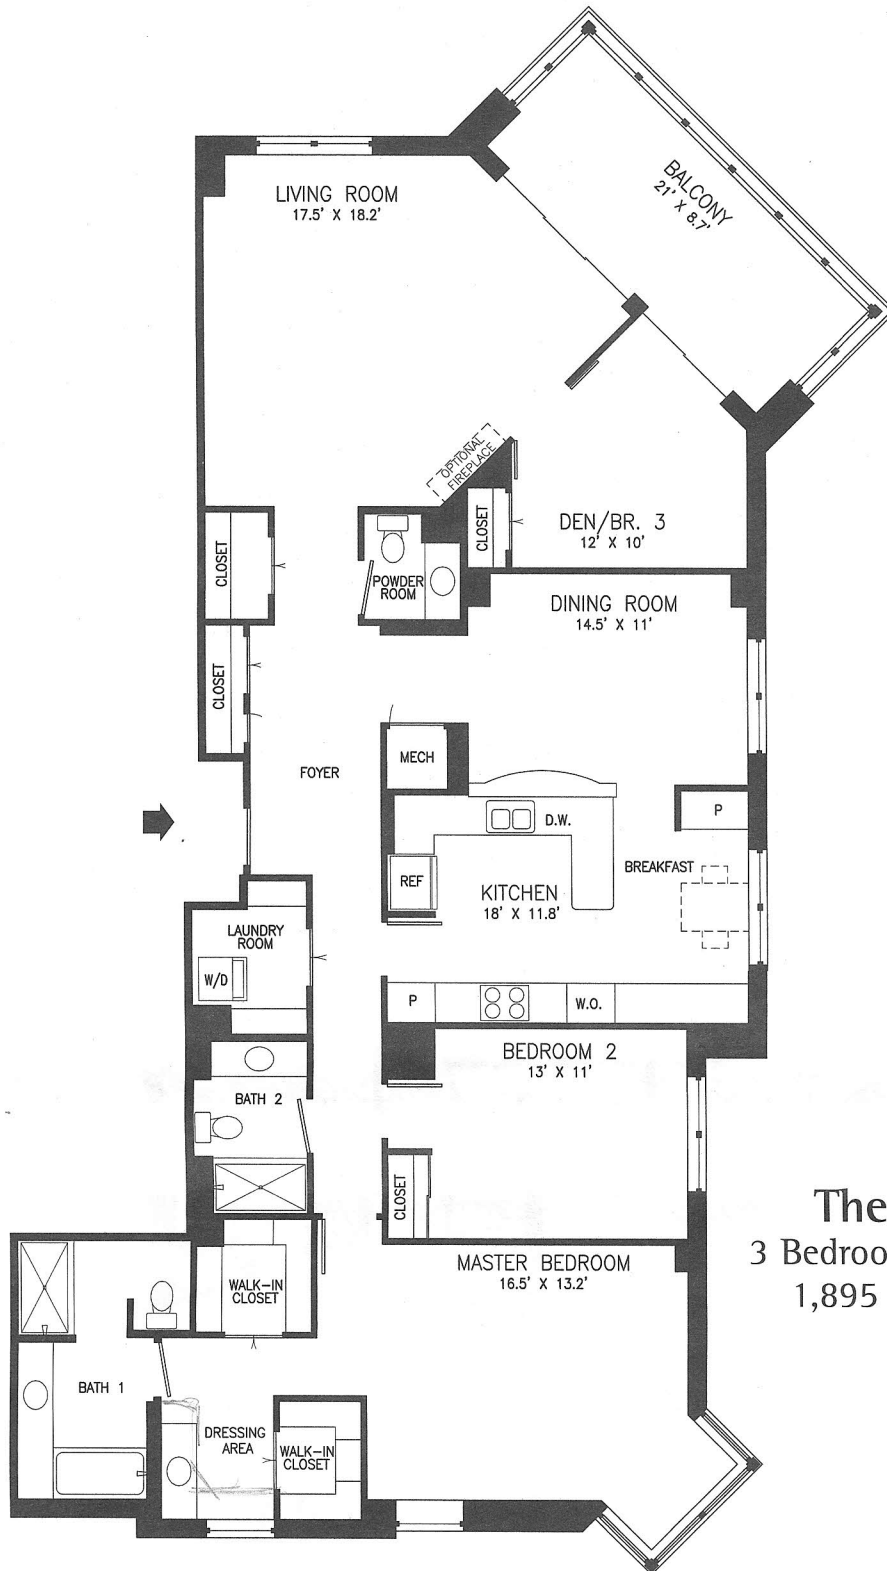 BALCONY
21' X 8.7'
LIVING ROOM
17.5' X 18.2'
OPTIONAL
FIREPLACE
CLOSET
DEN/BR. 3
12' X 10'
CLOSET
POWDER
ROOM
DINING ROOM
14.5' X 11'
CLOSET
MECH
FOYER
P
D.W.
BREAKFAST
REF
KITCHEN
18' X 11.8'
LAUNDRY
ROOM
W/D
P
W.O.
BEDROOM 2
13' X 11'
BATH 2
CLOSET
The
3 Bedroo
1,895
MASTER BEDROOM
16.5' X 13.2'
WALK-IN
CLOSET
BATH 1
DRESSING
AREA
WALK-IN
CLOSET